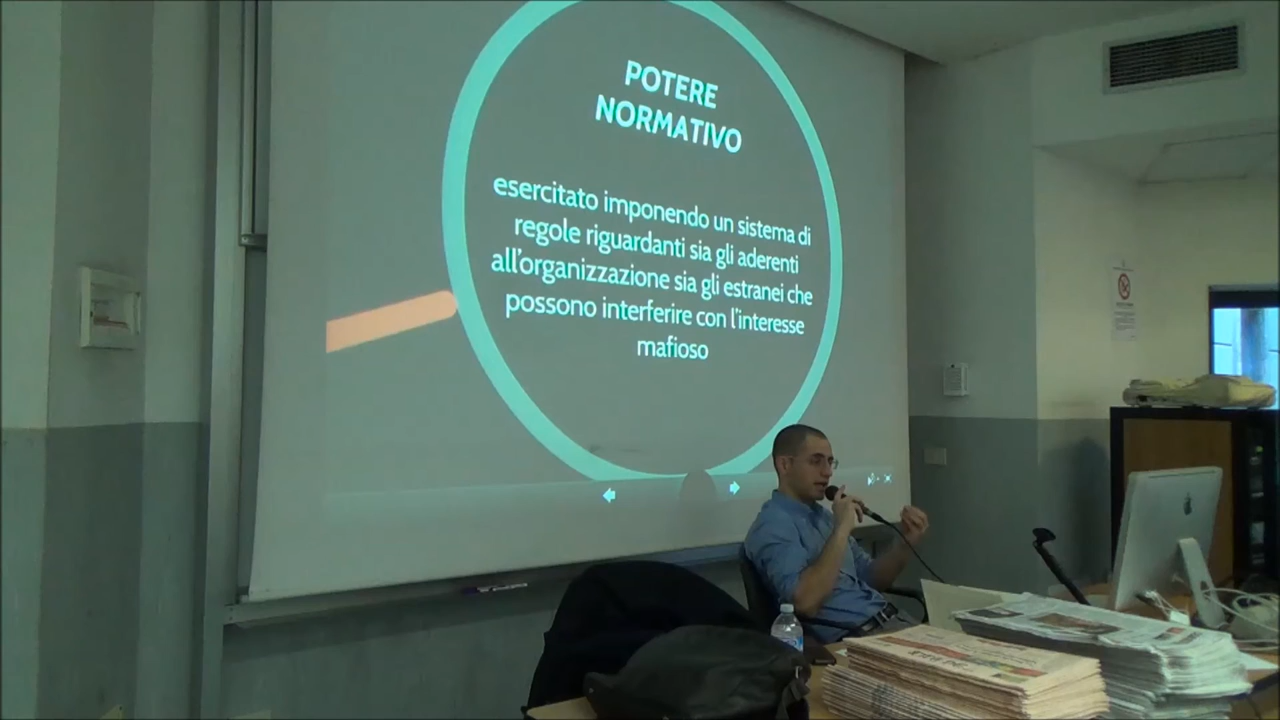 POTERE
NORMATIVO
esercitato imponendo un sistema di
regole riguardanti sia gli aderenti
all'organizzazione sia gli estranei che
possono interferire con l'interesse
mafioso